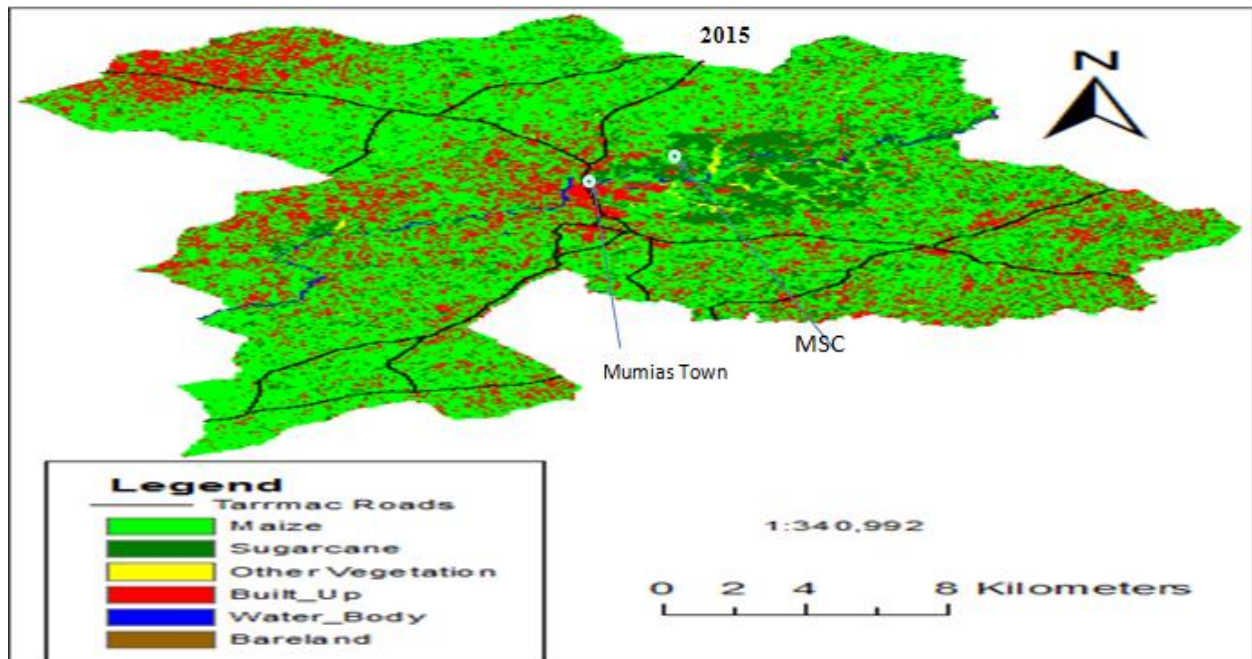 2015
N
MSC
Mumias Town
Legend
Tarrmac Roads
Maize
Sugarcane
Other Vegetation
Built_Up
Water_Body
Bareland
1:340,992
0 2 4 8 Kilometers